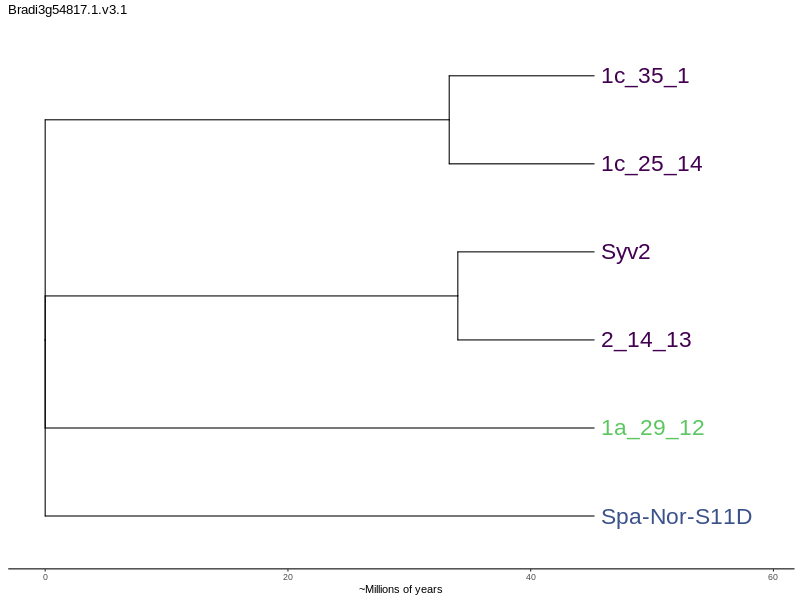 Bradi3g54817.1.v3.1
1c_35_1
1c_25_14
Syv2
2_14_13
1a_29_12
Spa-Nor-S11D
0 20 40 60
~Millions of years